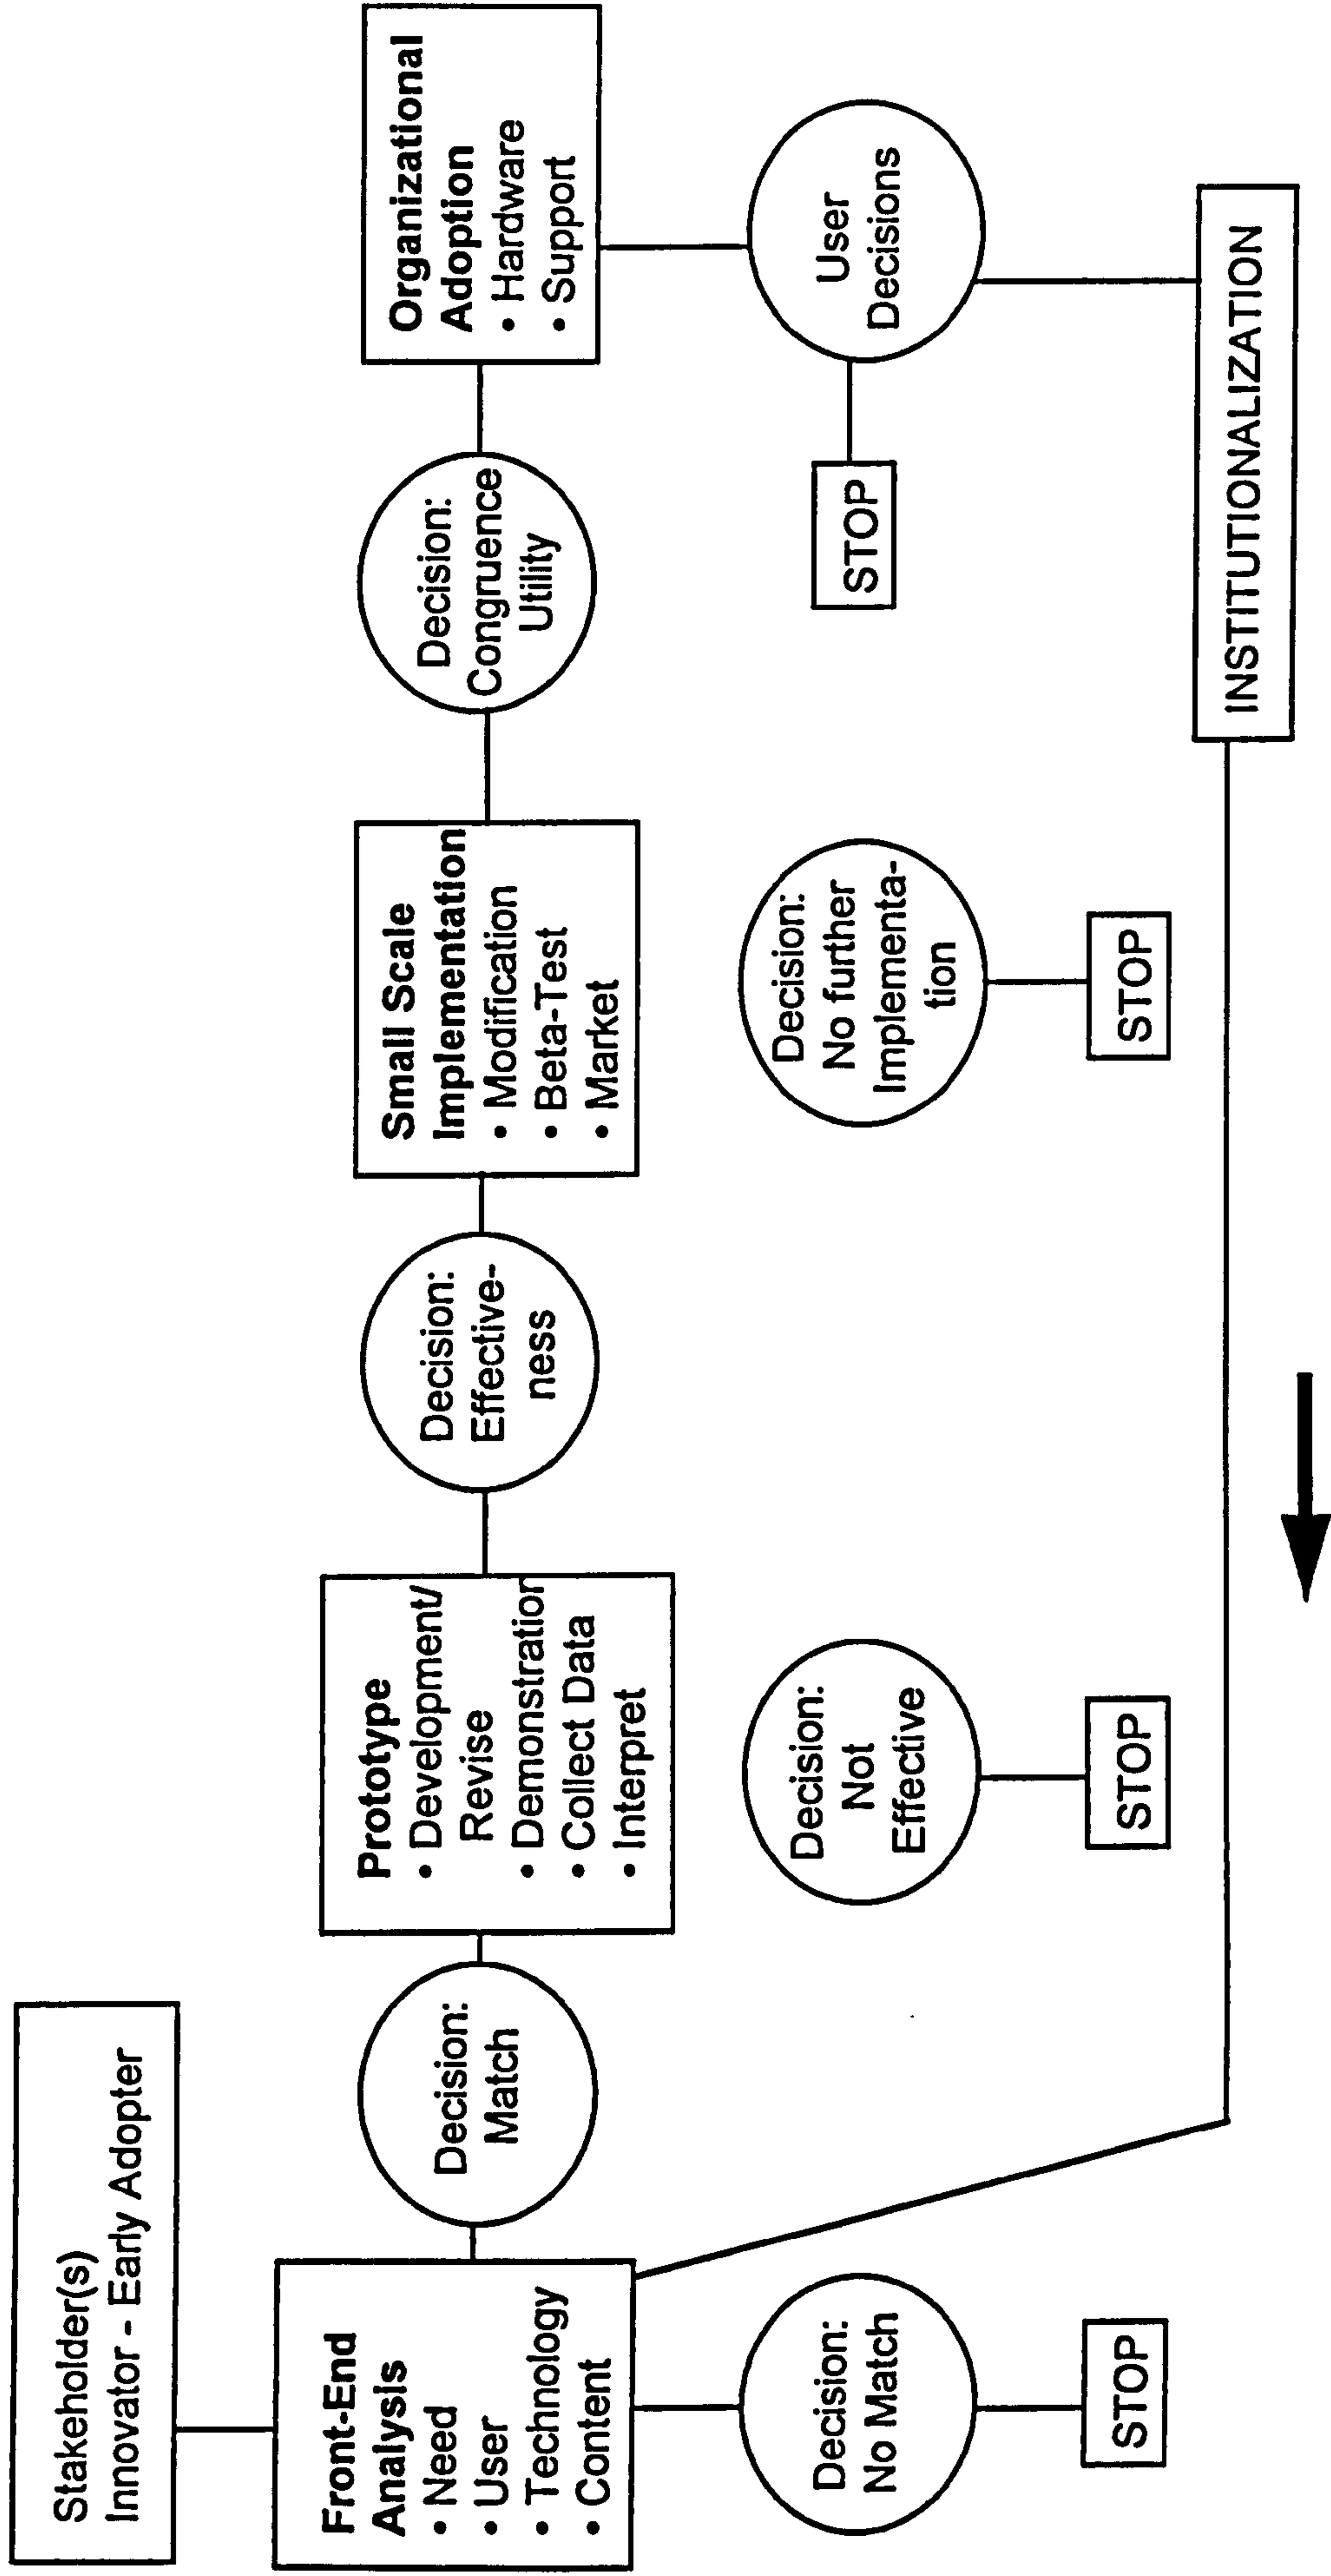 Stakeholder(s)
Innovator - Early Adopter
Front-End
Analysis
• Need
• User
• Technology
• Content
Decision:
Match
Prototype
• Development/
Revise
• Demonstration
• Collect Data
• Interpret
Decision:
Effective-
ness
Small Scale
Implementation
• Modification
• Beta-Test
• Market
Decision:
Congruence
Utility
Organizational
Adoption
• Hardware
• Support
Decision:
No Match
STOP
Decision:
Not
Effective
STOP
Decision:
No further
Implementa-
tion
STOP
STOP
User
Decisions
INSTITUTIONALIZATION